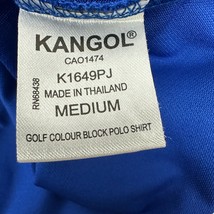 KANGOL®
CAO1474
K1649PJ
MADE IN THAILAND
MEDIUM
GOLF COLOUR BLOCK POLO SHIRT
RN68438